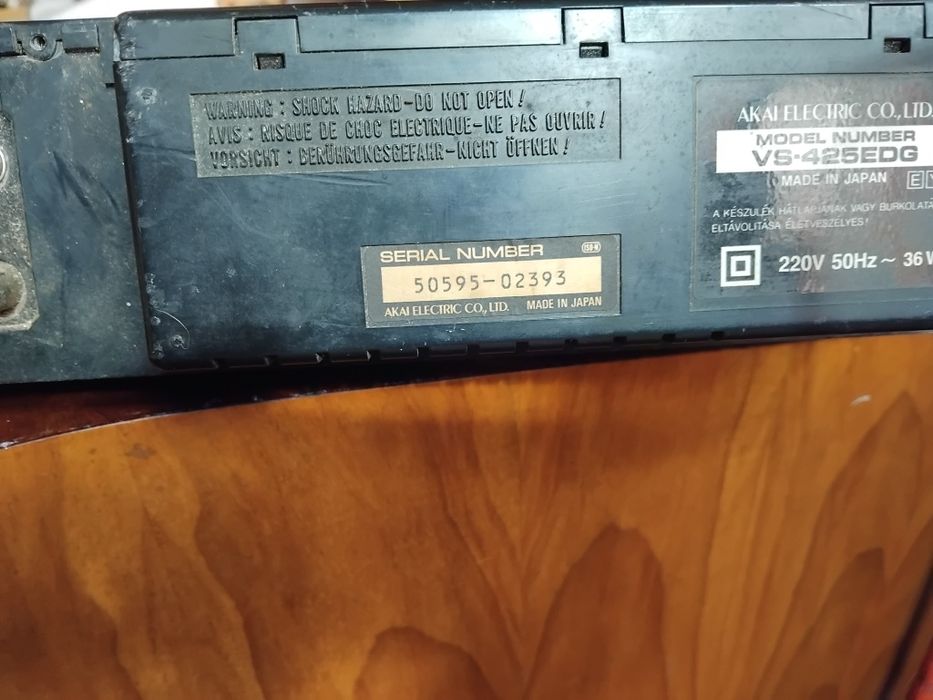 WARNING : SHOCK HAZARD-DO NOT OPEN !
AVIS : RISQUE DE CHOC ELECTRIQUE-NE PAS OUVRIR !
VORSICHT : BERÜHRUNGSGEFAHR-NICHT ÖFFNEN !
AKAI ELECTRIC CO., LTD.
MODEL NUMBER
VS-425EDG
MADE IN JAPAN E
A KÉSZÜLÉK HÁTLAPJÁNAK VAGY BURKOLATÁ
ELTÁVOLITÁSA ÉLETVESZÉLYES!
220V 50Hz ~ 36W
SERIAL NUMBER
50595-02393
AKAI ELECTRIC CO., LTD. MADE IN JAPAN